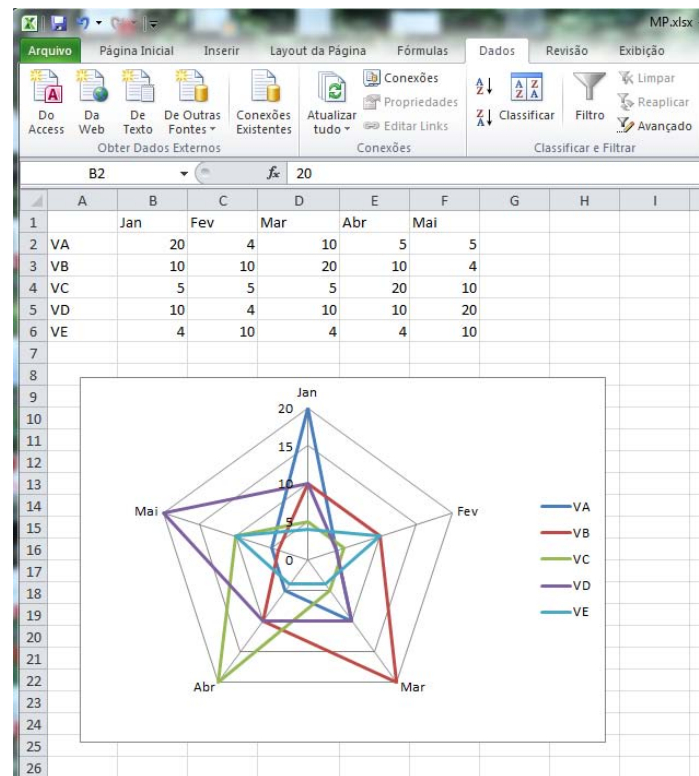 MP.xlsx
Arquivo Página Inicial Inserir Layout da Página Fórmulas Dados Revisão Exibição
Do Access
Da Web
De Texto
De Outras Fontes
Conexões Existentes
Obter Dados Externos
Atualizar tudo
Conexões
Propriedades
Editar Links
Conexões
Classificar
Filtro
Limpar
Reaplicar
Avançado
Classificar e Filtrar
B2 fx 20
A B C D E F G H I
1 Jan Fev Mar Abr Mai
2 VA 20 4 10 5 5
3 VB 10 10 20 10 4
4 VC 5 5 5 20 10
5 VD 10 4 10 10 20
6 VE 4 10 4 4 10
7
8
9
10
11
12
13
14
15
16
17
18
19
20
21
22
23
24
25
26
Jan
20
15
10
5
0
Mai
Fev
Abr
Mar
VA
VB
VC
VD
VE